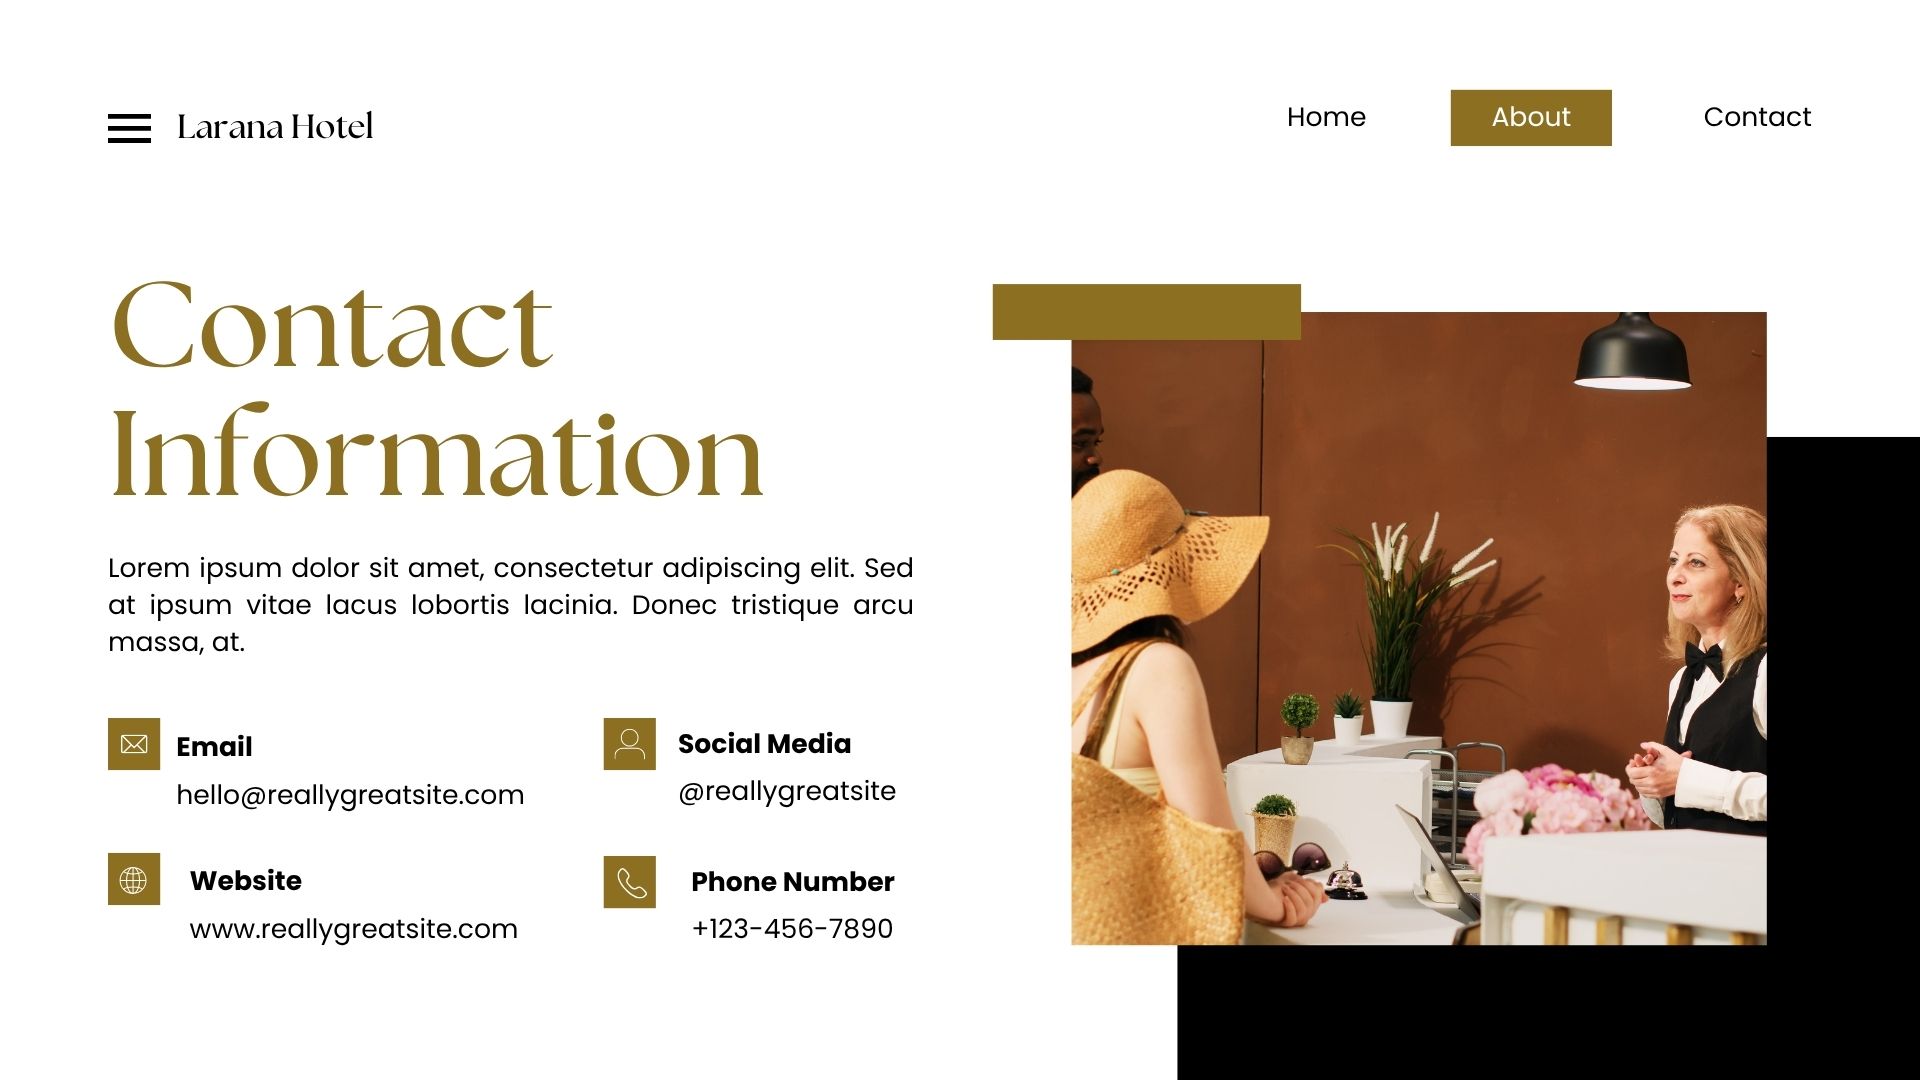 Larana Hotel
Home
About
Contact
Contact
Information
Lorem ipsum dolor sit amet, consectetur adipiscing elit. Sed
at ipsum vitae lacus lobortis lacinia. Donec tristique arcu
massa, at.
Email
hello@reallygreatsite.com
Social Media
@reallygreatsite
Website
www.reallygreatsite.com
Phone Number
+123-456-7890